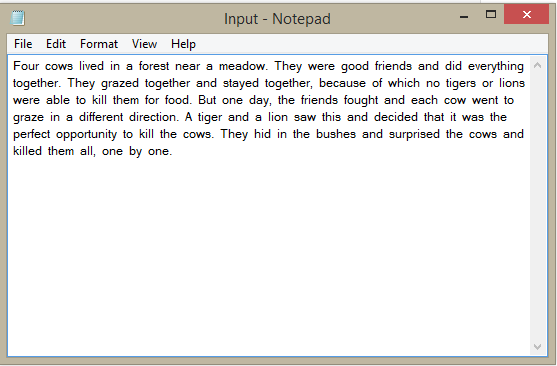 Input - Notepad
File Edit Format View Help
Four cows lived in a forest near a meadow. They were good friends and did everything
together. They grazed together and stayed together, because of which no tigers or lions
were able to kill them for food. But one day, the friends fought and each cow went to
graze in a different direction. A tiger and a lion saw this and decided that it was the
perfect opportunity to kill the cows. They hid in the bushes and surprised the cows and
killed them all, one by one.